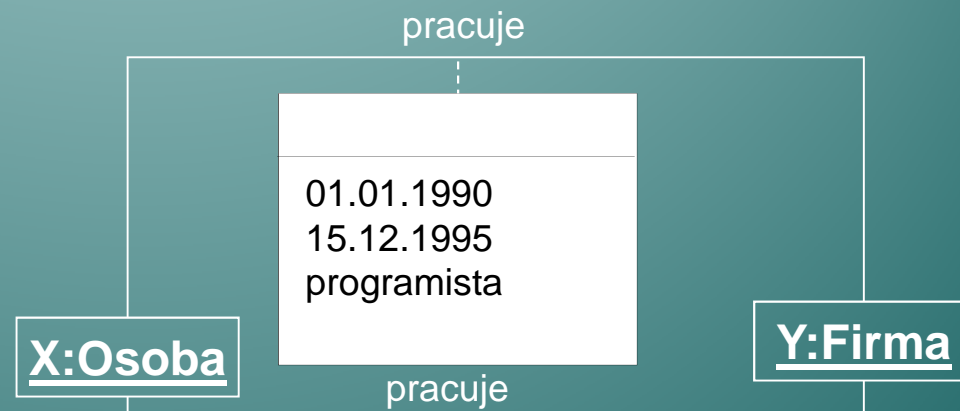 pracuje
01.01.1990
15.12.1995
programista
X:Osoba
Y:Firma
pracuje